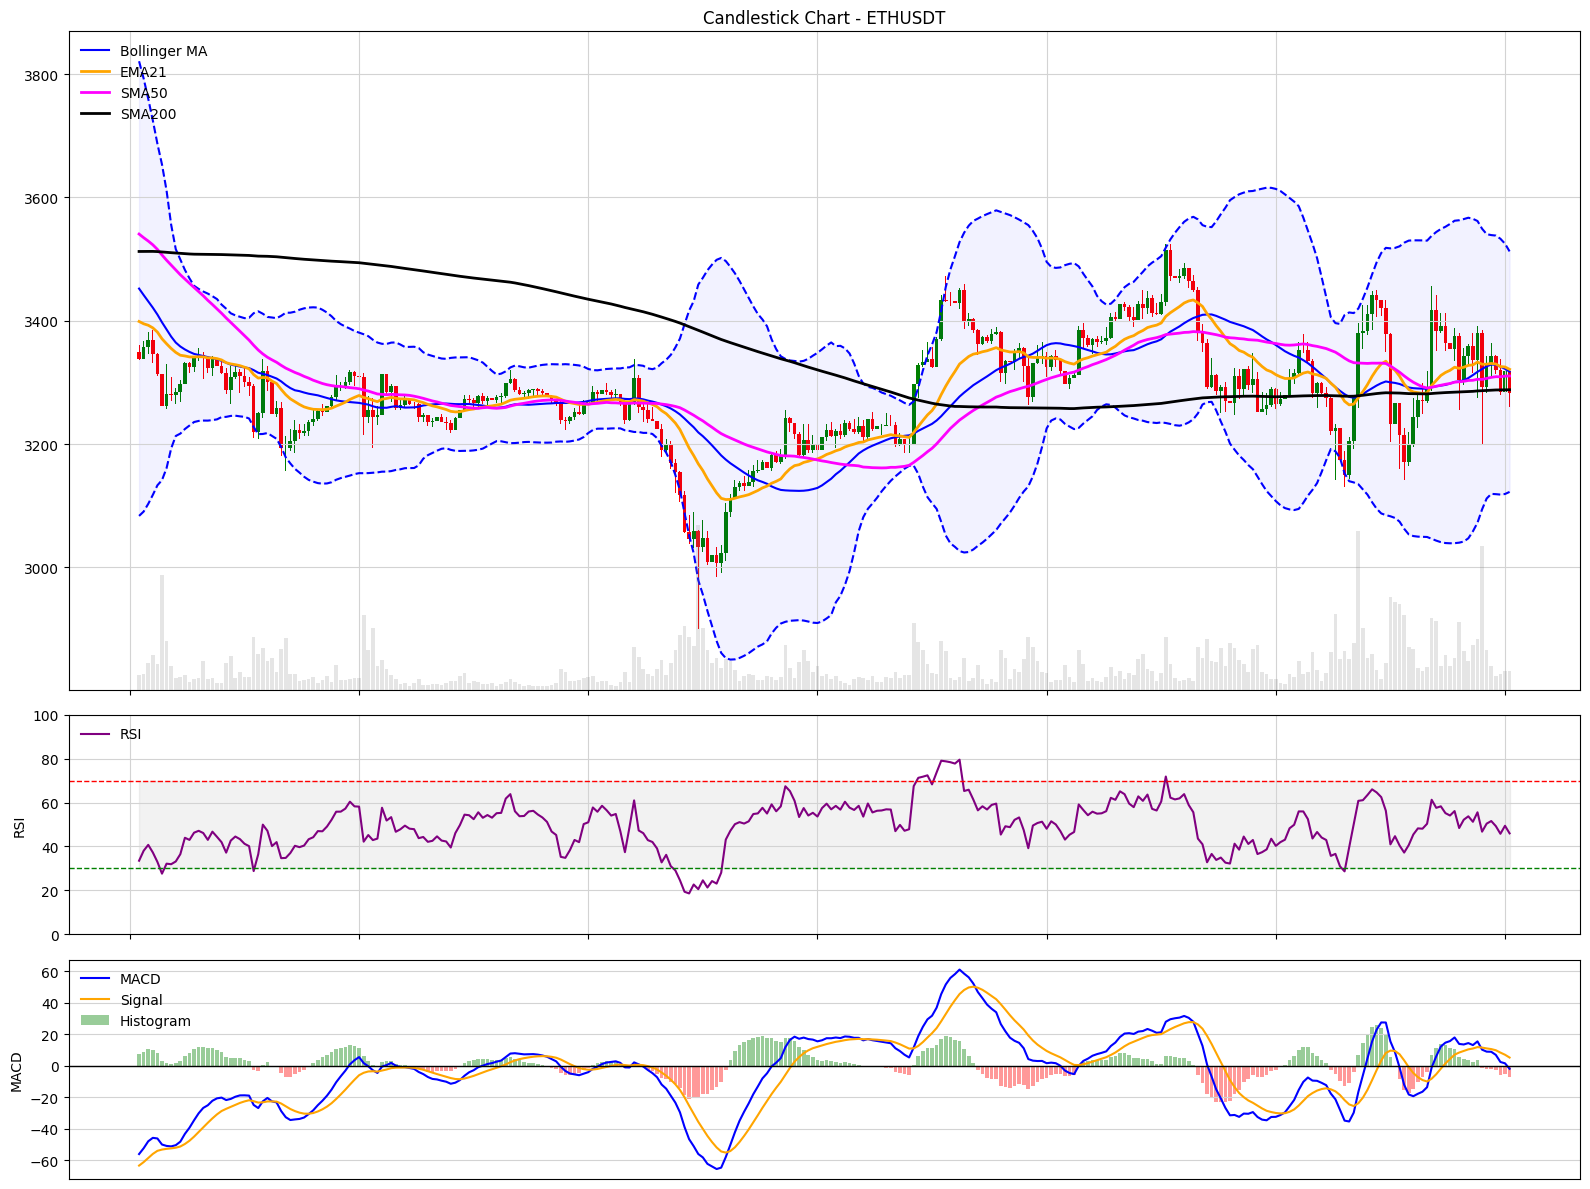 Candlestick Chart - ETHUSDT
Bollinger MA
EMA21
SMA50
SMA200
3800
3600
3400
3200
3000
RSI
RSI
100
80
60
40
20
0
MACD
Signal
Histogram
MACD
60
40
20
0
−20
−40
−60